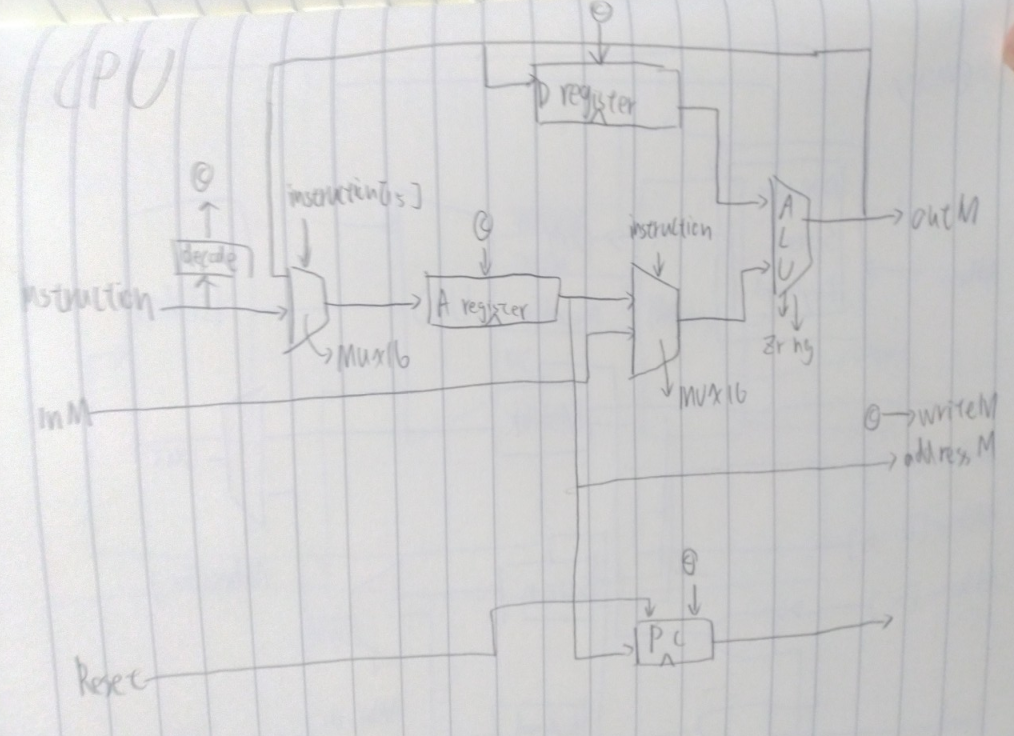 CPU
C
D register
C
instruction[15]
C
instruction
A
L
U
outM
decode
instruction
A register
Mux16
zr ng
MUX16
inM
C
writeM
addressM
C
PC
Reset